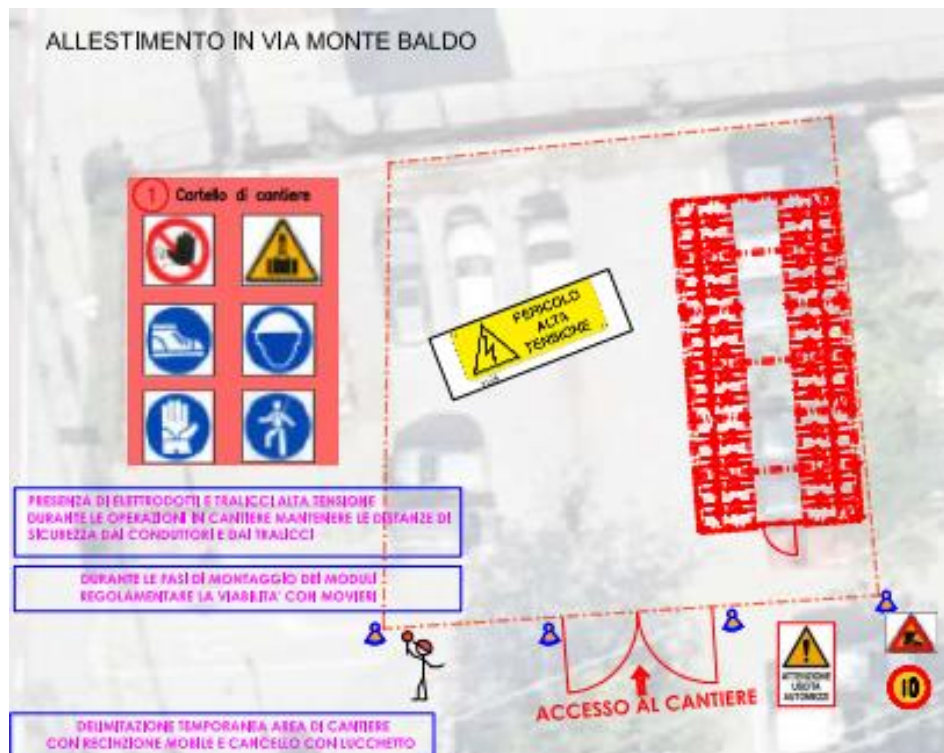 ALLESTIMENTO IN VIA MONTE BALDO
1 Cartello di cantiere
PERICOLO
ALTA
TENSIONE
PRESENZA DI ELETTRODOTTI E TRALICCI ALTA TENSIONE
DURANTE LE OPERAZIONI IN CANTIERE MANTENERE LE DISTANZE DI
SICUREZZA DAI CONDUTTORI E DAI TRALICCI
DURANTE LE FASI DI MONTAGGIO DEI MODULI
REGOLAMENTARE LA VIABILITA' CON MOVIERI
ACCESSO AL CANTIERE
ATTENZIONE
USCITA
AUTOMEZZI
10
DELIMITAZIONE TEMPORANEA AREA DI CANTIERE
CON RECINZIONE MOBILE E CANCELLO CON LUCCHETTO